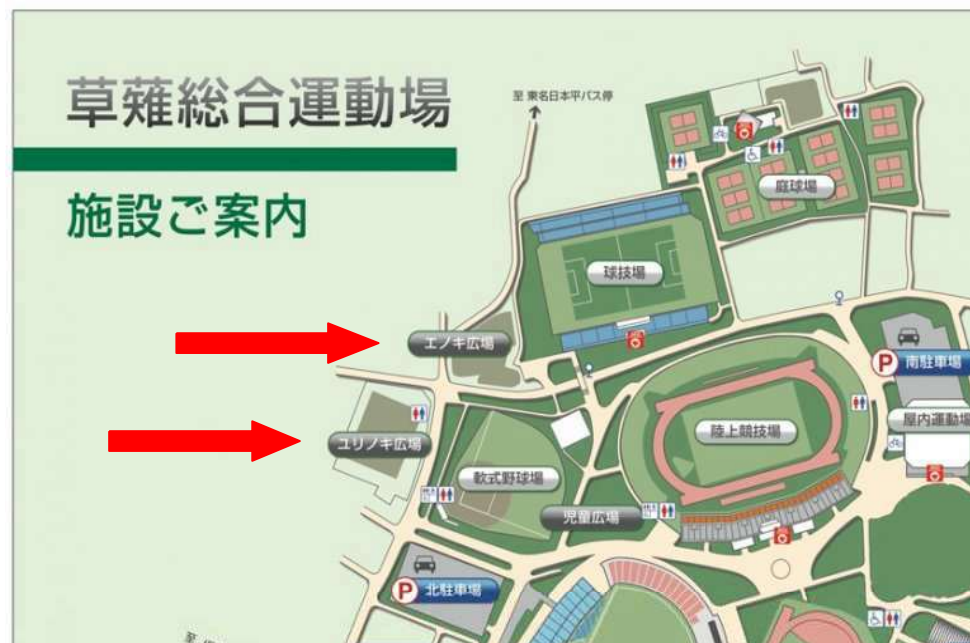 草薙総合運動場
施設ご案内
至 東名日本平バス停
庭球場
球技場
エノキ広場
P 南駐車場
ユリノキ広場
陸上競技場
屋内運動場
軟式野球場
児童広場
P 北駐車場
至